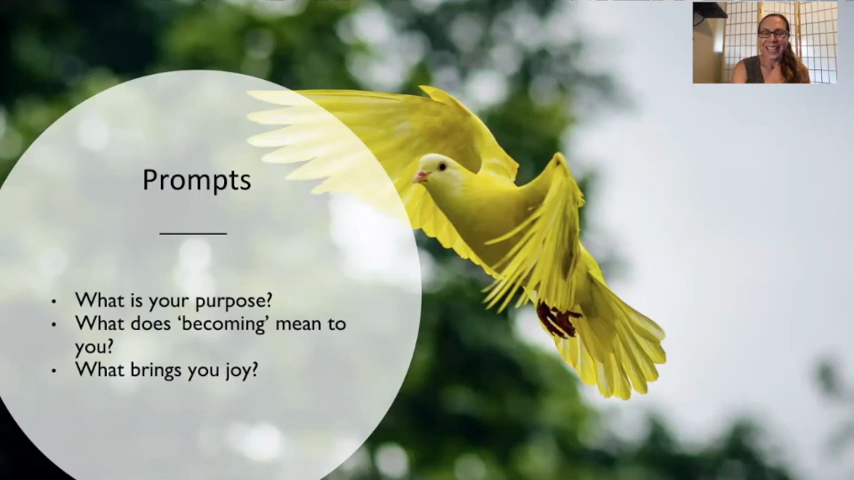 Prompts
• What is your purpose?
• What does ‘becoming’ mean to
you?
• What brings you joy?